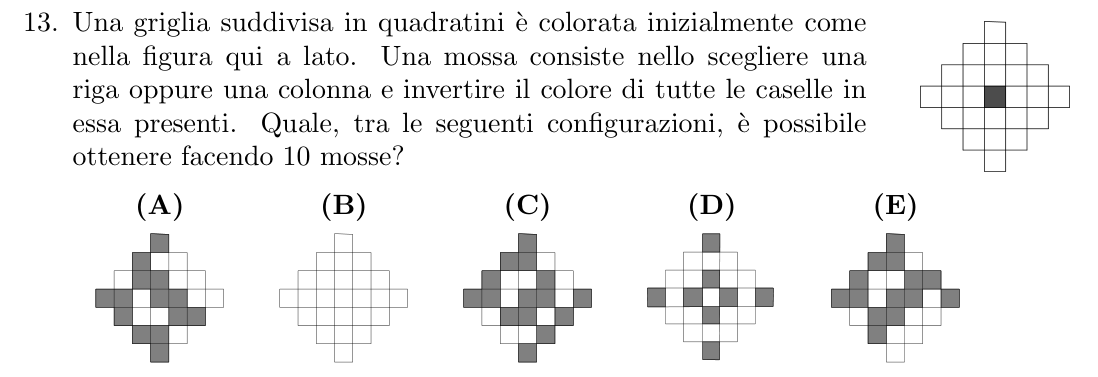 13. Una griglia suddivisa in quadratini è colorata inizialmente come
nella figura qui a lato. Una mossa consiste nello scegliere una
riga oppure una colonna e invertire il colore di tutte le caselle in
essa presenti. Quale, tra le seguenti configurazioni, è possibile
ottenere facendo 10 mosse?
(A) (B) (C) (D) (E)